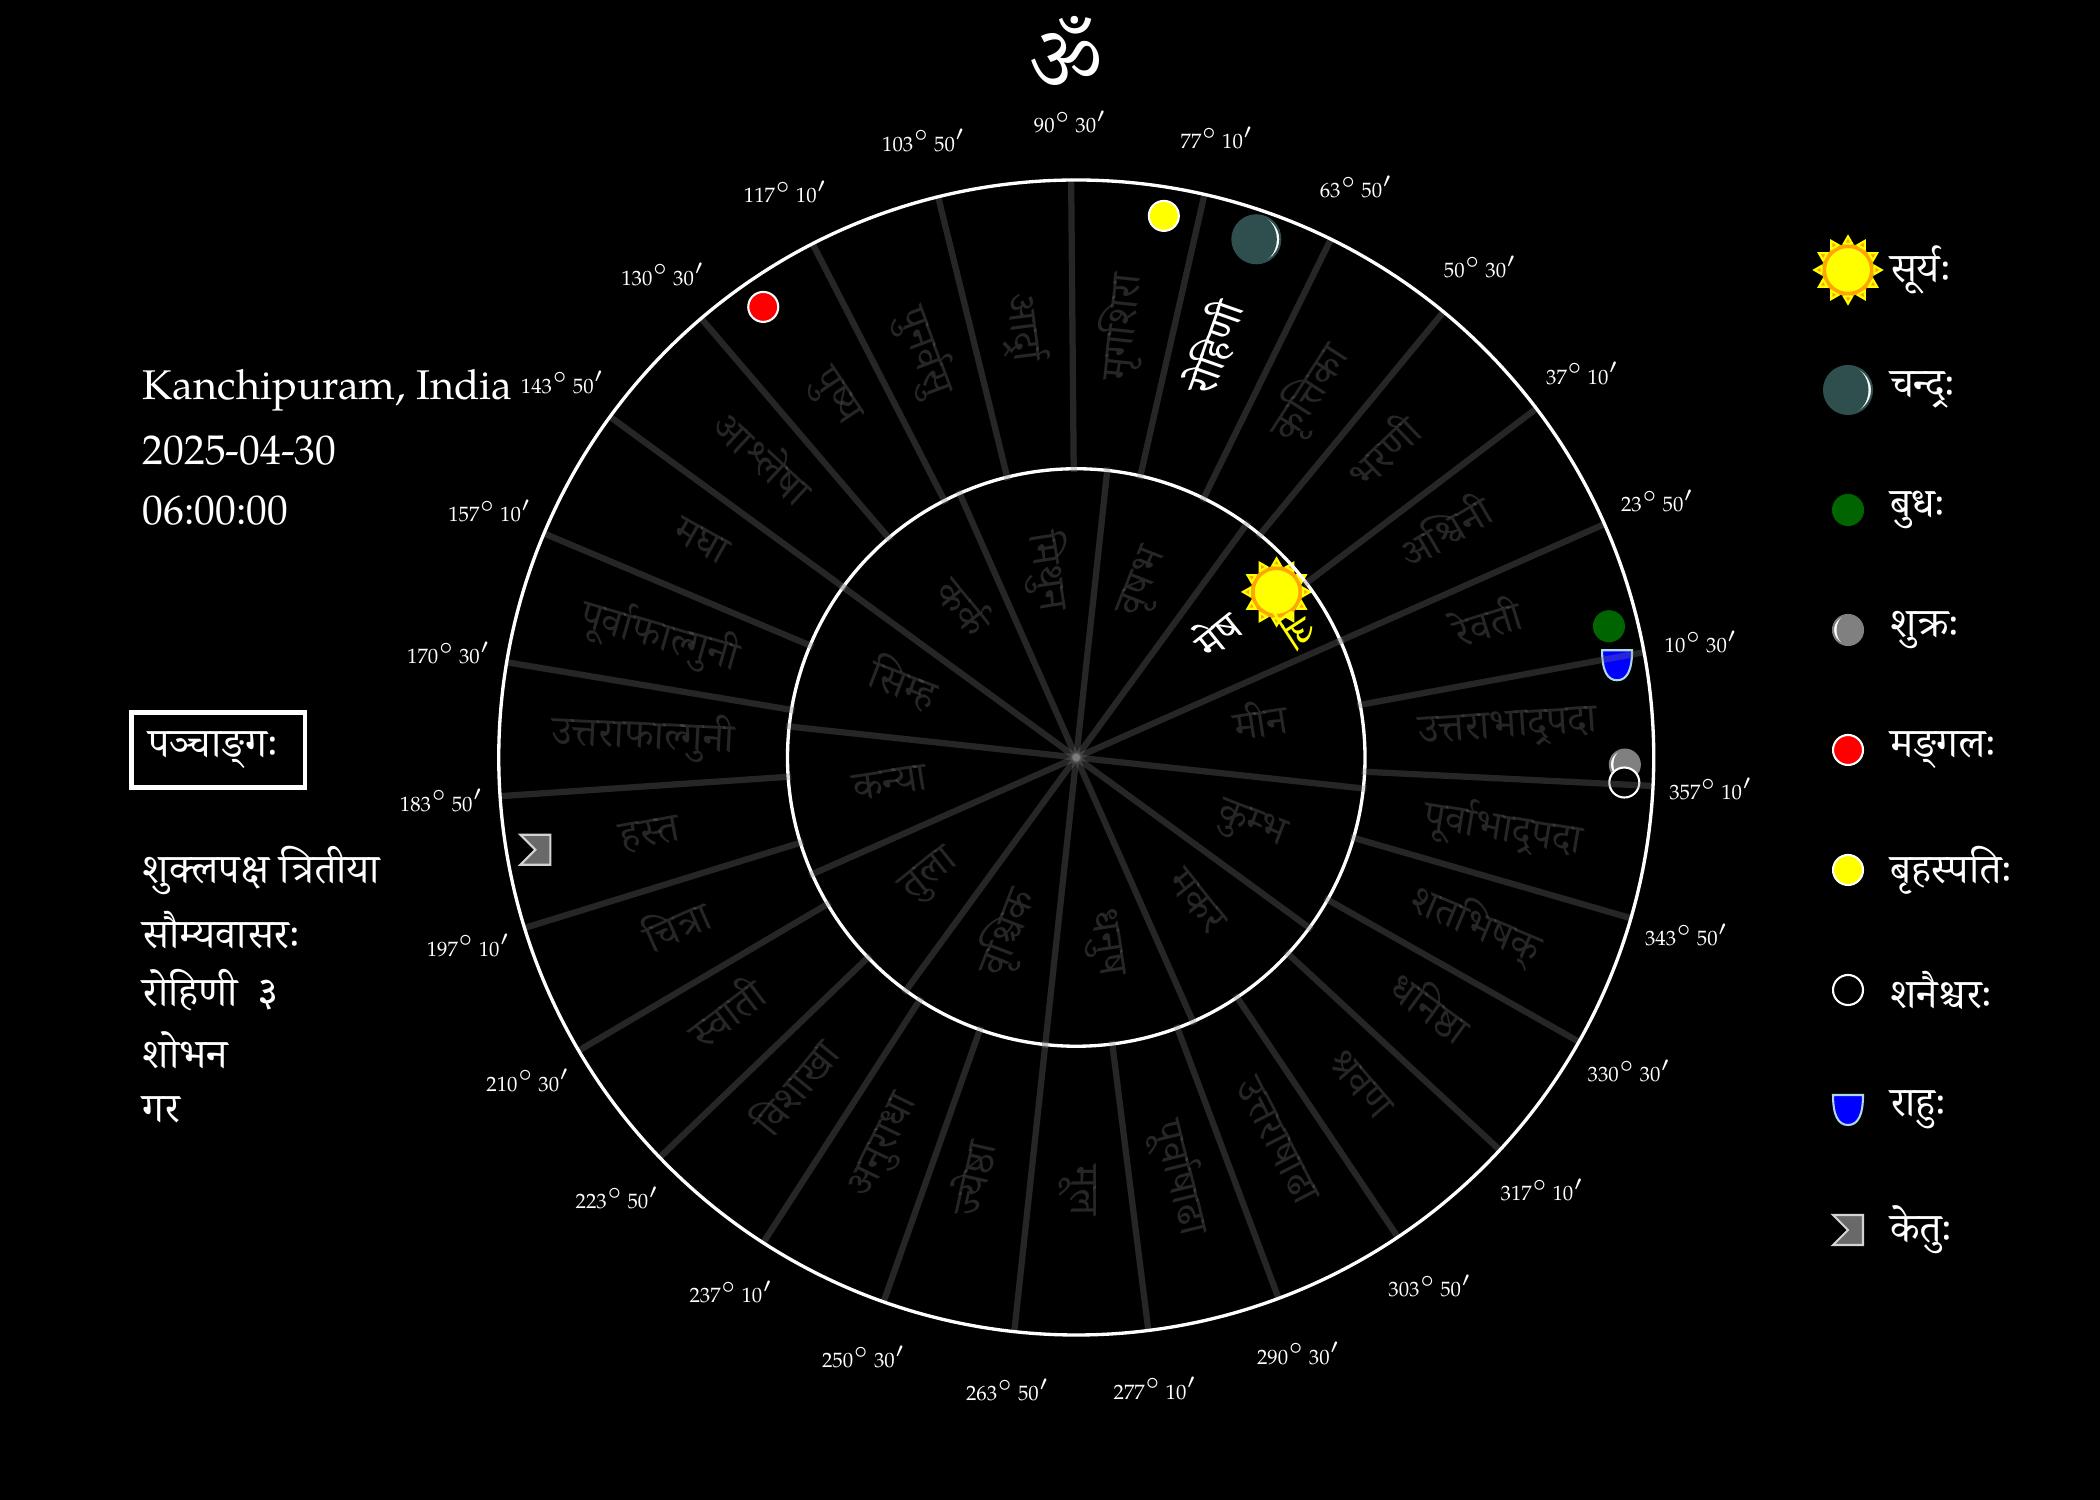 ॐ
90° 30′
103° 50′
77° 10′
117° 10′
63° 50′
130° 30′
50° 30′
143° 50′
37° 10′
157° 10′
23° 50′
170° 30′
10° 30′
183° 50′
357° 10′
197° 10′
343° 50′
210° 30′
330° 30′
223° 50′
317° 10′
237° 10′
303° 50′
250° 30′
290° 30′
263° 50′
277° 10′
Kanchipuram, India
2025-04-30
06:00:00
पञ्चाङ्गः
शुक्लपक्ष त्रितीया
सौम्यवासरः
रोहिणी ३
शोभन
गर
मृगशिरा
रोहिणी
कृत्तिका
भरणी
अश्विनी
रेवती
उत्तराभाद्रपदा
पूर्वाभाद्रपदा
शतभिषक्
धनिष्ठा
श्रवण
उत्तराषाढा
पूर्वाषाढा
मूल
ज्येष्ठा
अनुराधा
विशाखा
स्वाती
चित्रा
हस्त
उत्तराफाल्गुनी
पूर्वाफाल्गुनी
मघा
आश्लेषा
पुष्य
पुनर्वसु
आर्द्रा
मिथुन
वृषभ
मेष
मीन
कुम्भ
मकर
धनुष
वृश्चिक
तुला
कन्या
सिम्ह
कर्क
सूर्यः
चन्द्रः
बुधः
शुक्रः
मङ्गलः
बृहस्पतिः
शनैश्चरः
राहुः
केतुः